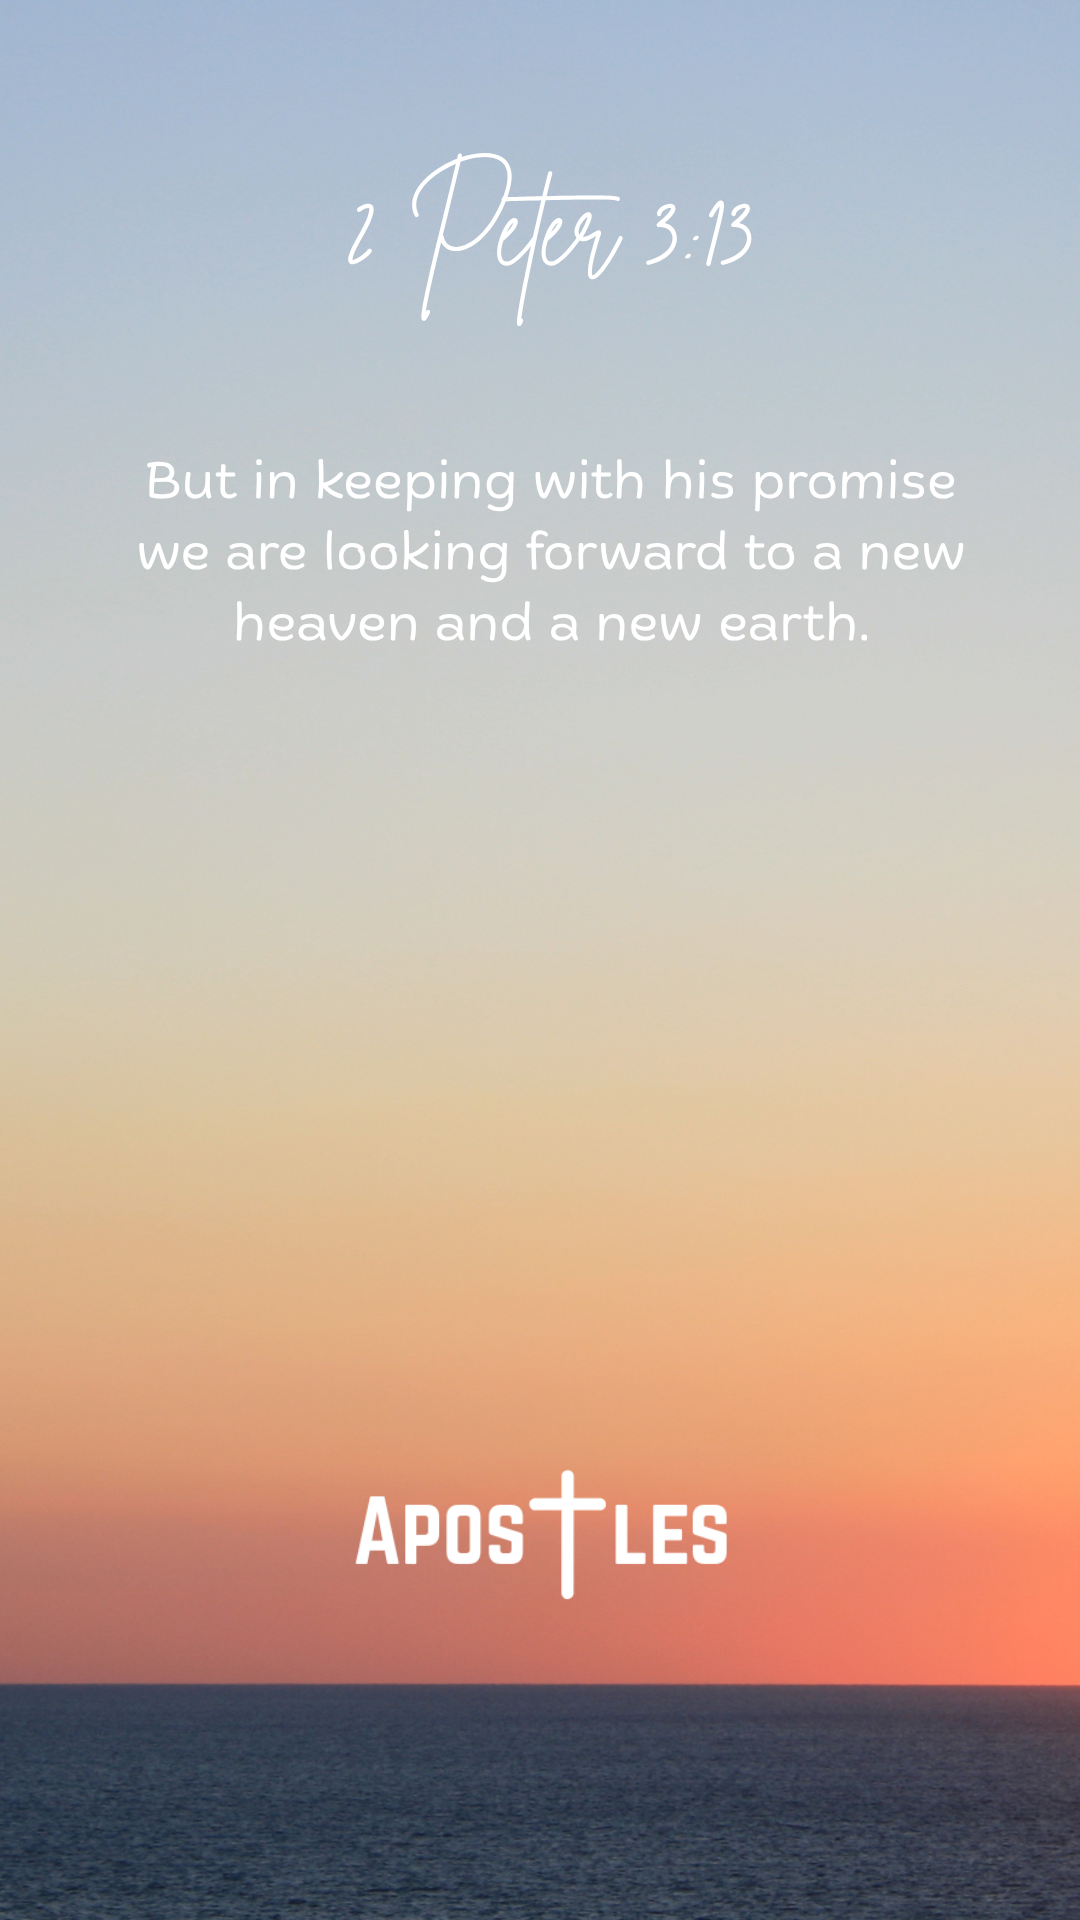 2 Peter 3:13
But in keeping with his promise
we are looking forward to a new
heaven and a new earth.
APOSTLES